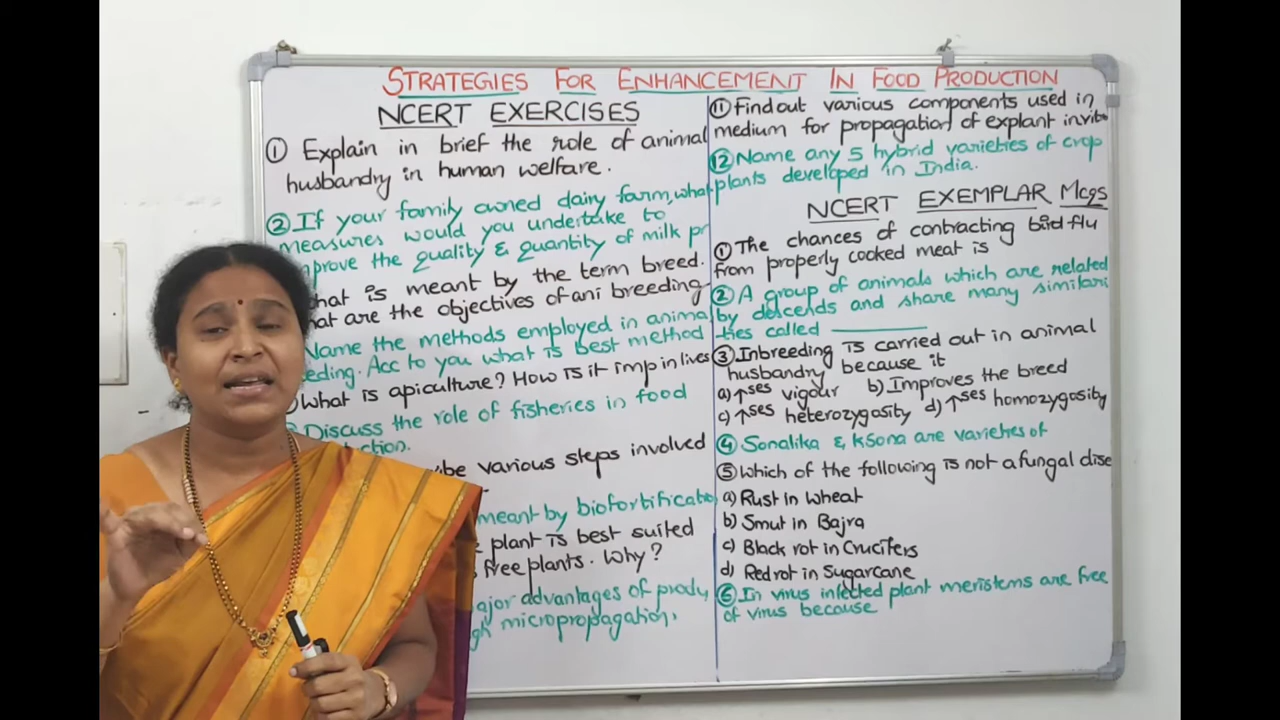 STRATEGIES FOR ENHANCEMENT IN FOOD PRODUCTION
NCERT EXERCISES
① Explain in brief the role of animal
husbandry in human welfare.
② If your family owned dairy farm, what
measures would you undertake to
prove the quality & quantity of milk pr
hat is meant by the term breed.
hat are the objectives of ani breeding
Name the methods employed in anima
eding. Acc to you what is best method
What is apiculture? How is it imp in lives
Discuss the role of fisheries in food
ction.
be various steps involved
meant by biofortificatio
plant is best suited
free plants. Why?
ajor advantages of produ
gh micropropagation,
⑪ Find out various components used in
medium for propagation of explant invitro
⑫ Name any 5 hybrid varieties of crop
plants developed in India.
NCERT EXEMPLAR Mcqs
① The chances of contracting bird flu
from properly cooked meat is
② A group of animals which are related
by descends and share many similari
-ties called ________
③ Inbreeding is carried out in animal
husbandry because it
a) ↑ses vigour b) Improves the breed
c) ↑ses heterozygosity d) ↑ses homozygosity
④ Sonalika & kSona are varieties of
⑤ Which of the following is not a fungal dise
a) Rust in Wheat
b) Smut in Bajra
c) Black rot in Crucifers
d) Red rot in Sugarcane
⑥ In virus infected plant meristems are free
of virus because